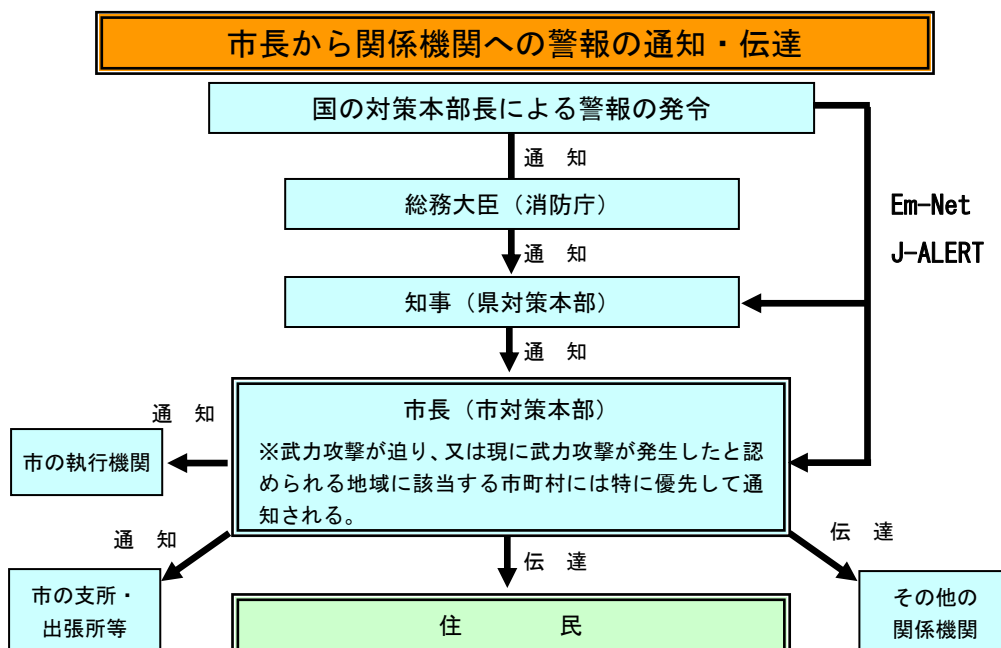 市長から関係機関への警報の通知・伝達
国の対策本部長による警報の発令
通 知
総務大臣（消防庁）
Em-Net
J-ALERT
通 知
知事（県対策本部）
通 知
市長（市対策本部）
※武力攻撃が迫り、又は現に武力攻撃が発生したと認
められる地域に該当する市町村には特に優先して通
知される。
通 知
市の執行機関
通 知
伝 達
伝 達
市の支所・
出張所等
住 民
その他の
関係機関